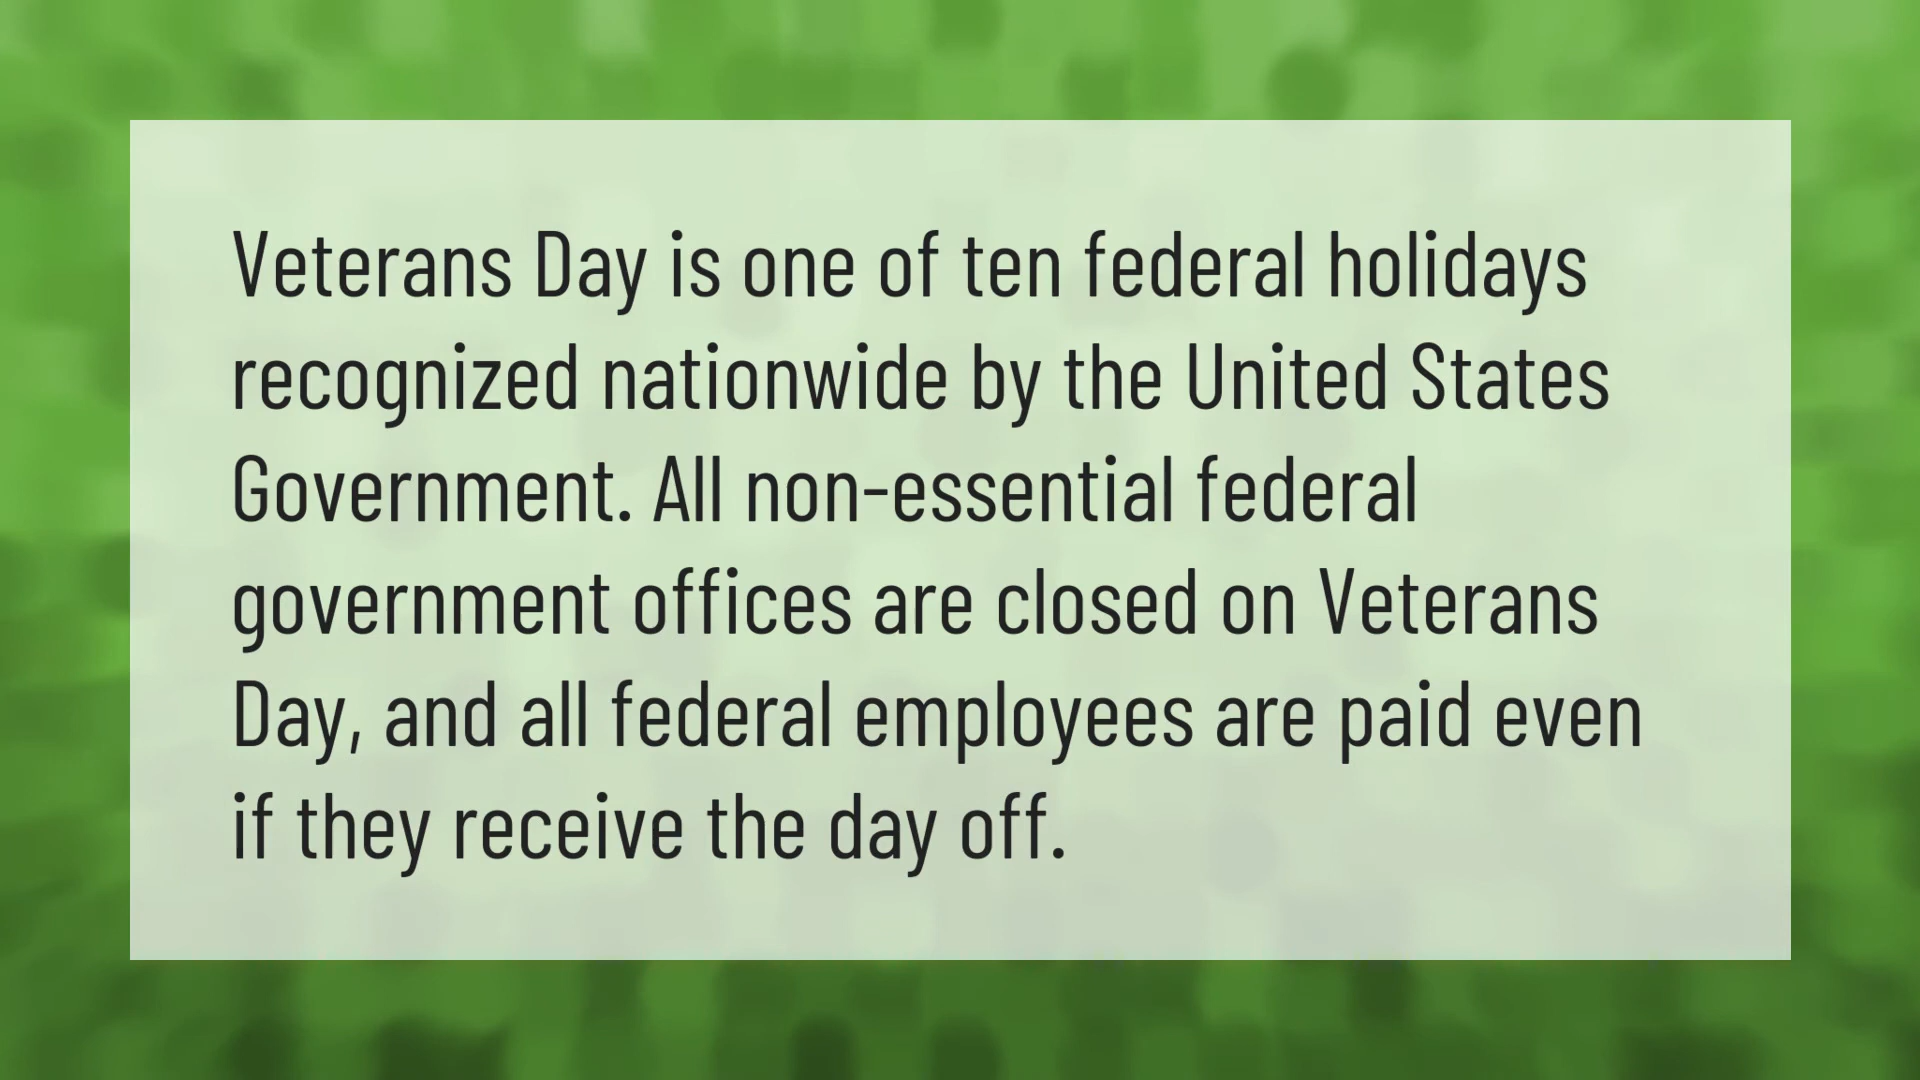 Veterans Day is one of ten federal holidays
recognized nationwide by the United States
Government. All non-essential federal
government offices are closed on Veterans
Day, and all federal employees are paid even
if they receive the day off.